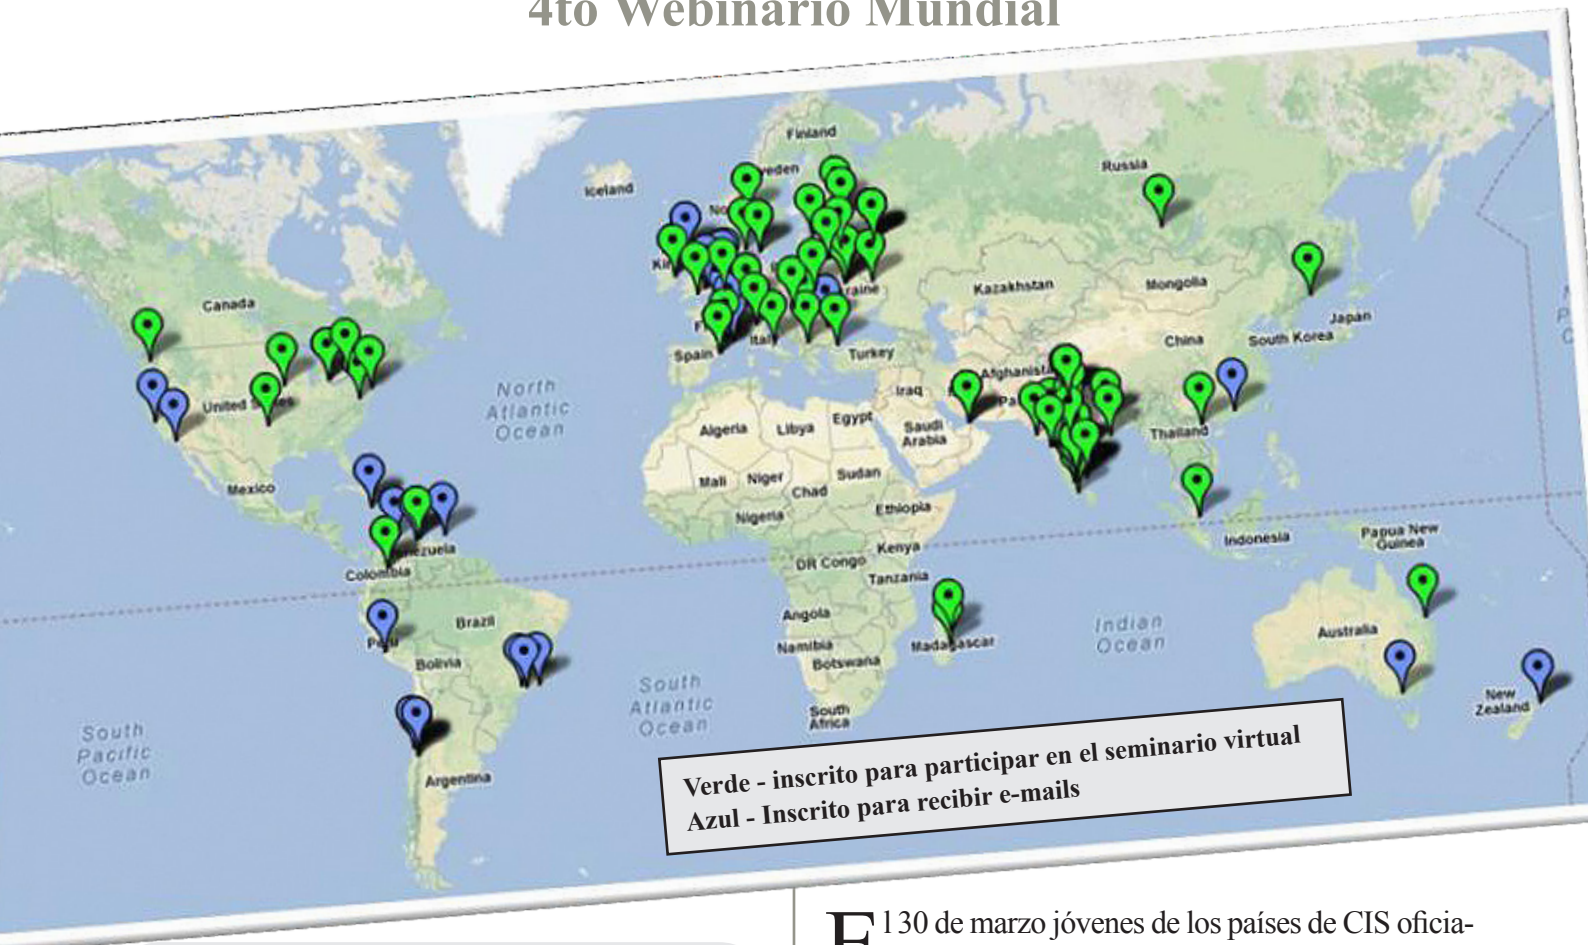 4to Webinario Mundial
Finland
Iceland
Russia
Canada
Kazakhstan
Mongolia
Japan
China
South Korea
Spain
Turkey
Iraq
North
Atlantic
Ocean
Algeria
Libya
Egypt
Saudi
Arabia
Thailand
Mexico
Mali
Niger
Chad
Sudan
Nigeria
Ethiopia
Kenya
DR Congo
Tanzania
Indonesia
Papua New
Guinea
Colombia
Brazil
Bolivia
Angola
Namibia
Botswana
Madagascar
Indian
Ocean
Australia
South
Atlantic
Ocean
South
Africa
New
Zealand
South
Pacific
Ocean
Argentina
Verde - inscrito para participar en el seminario virtual
Azul - Inscrito para recibir e-mails
El 30 de marzo jóvenes de los países de CIS oficia-